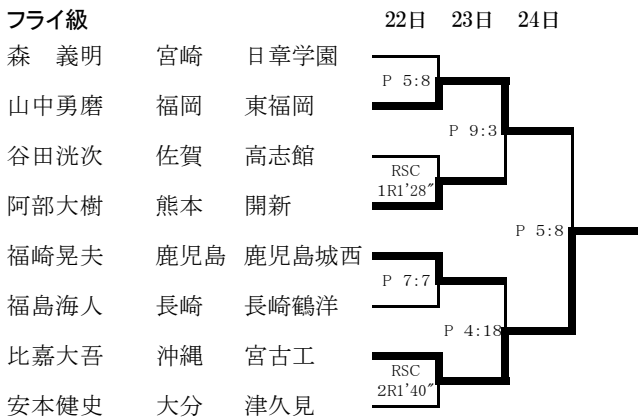 フライ級 22日 23日 24日
森 義明 宮崎 日章学園
P 5:8
山中勇磨 福岡 東福岡
P 9:3
谷田洸次 佐賀 高志館
RSC
1R1'28″
阿部大樹 熊本 開新
P 5:8
福崎晃夫 鹿児島 鹿児島城西
P 7:7
福島海人 長崎 長崎鶴洋
P 4:18
比嘉大吾 沖縄 宮古工
RSC
2R1'40″
安本健史 大分 津久見